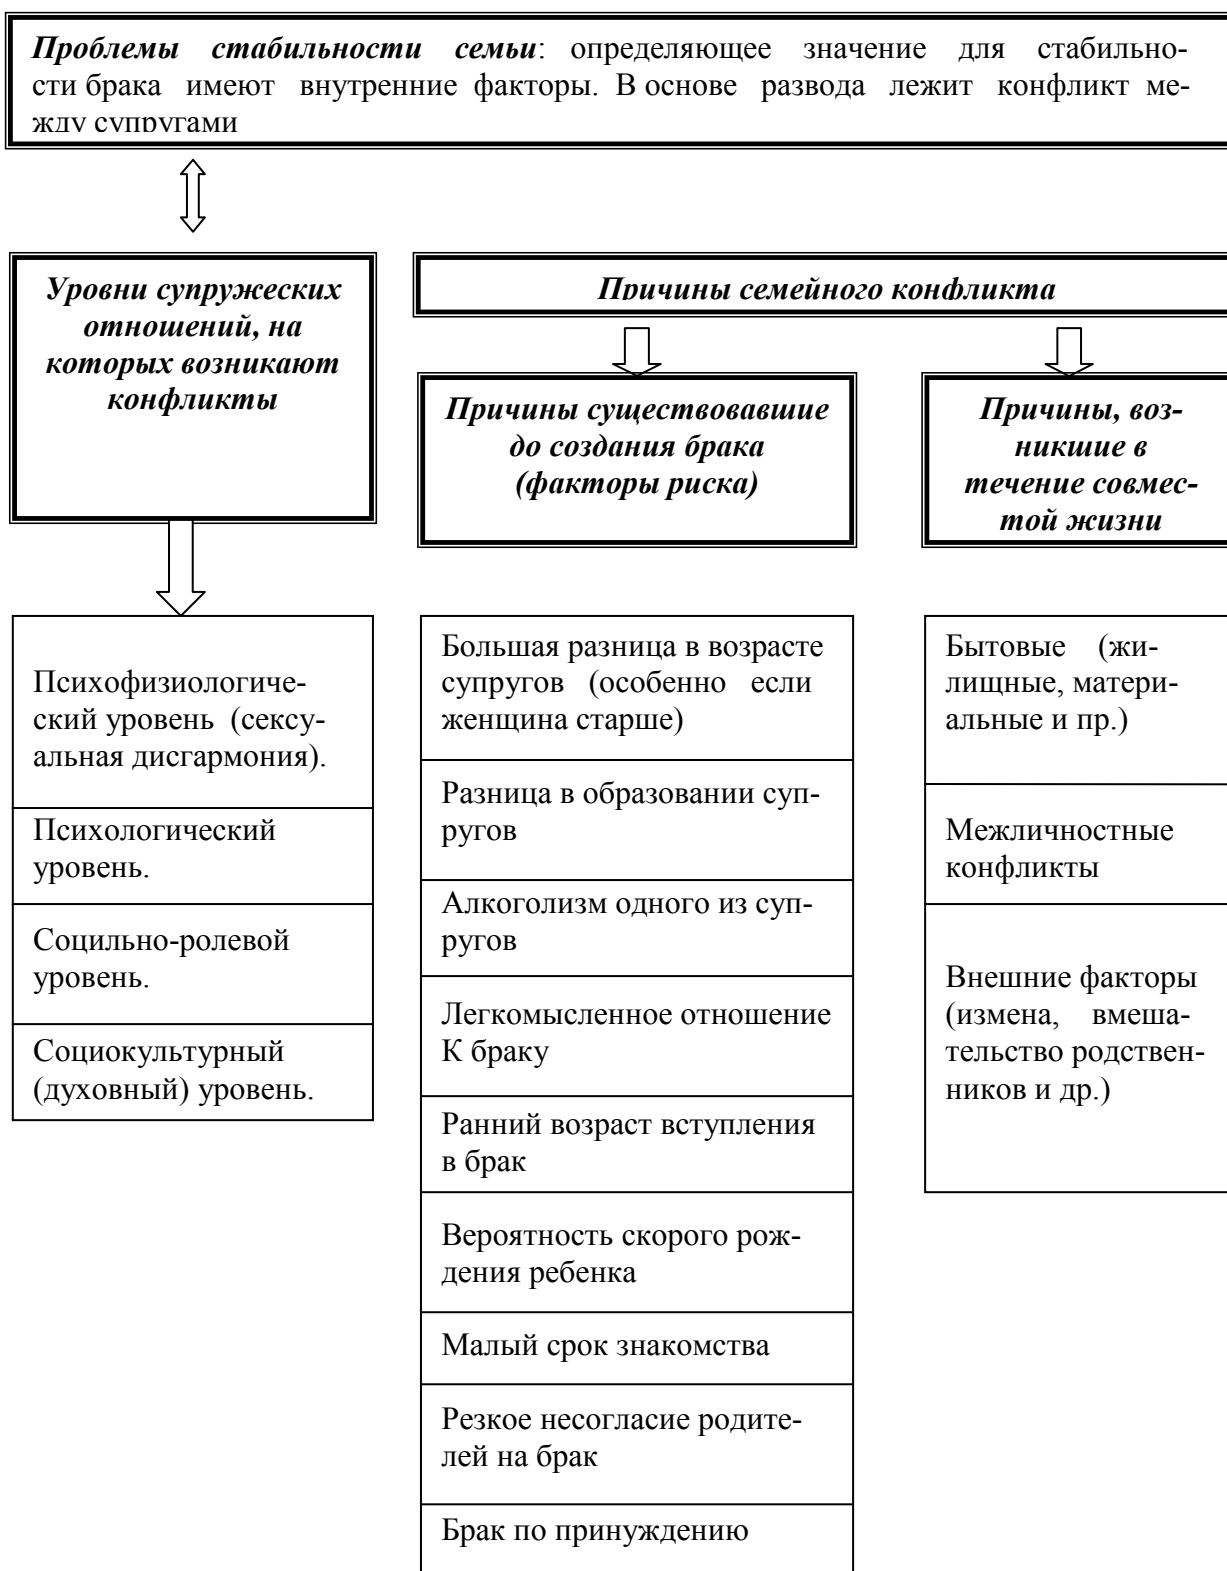 Проблемы стабильности семьи: определяющее значение для стабильно-
сти брака имеют внутренние факторы. В основе развода лежит конфликт ме-
жду супругами
Уровни супружеских
отношений, на
которых возникают
конфликты
Причины семейного конфликта
Причины существовавшие
до создания брака
(факторы риска)
Причины, воз-
никшие в
течение совмес-
той жизни
Психофизиологиче-
ский уровень (сексу-
альная дисгармония).
Психологический
уровень.
Социльно-ролевой
уровень.
Социокультурный
(духовный) уровень.
Большая разница в возрасте
супругов (особенно если
женщина старше)
Разница в образовании суп-
ругов
Алкоголизм одного из суп-
ругов
Легкомысленное отношение
К браку
Ранний возраст вступления
в брак
Вероятность скорого рож-
дения ребенка
Малый срок знакомства
Резкое несогласие родите-
лей на брак
Брак по принуждению
Бытовые (жи-
лищные, матери-
альные и пр.)
Межличностные
конфликты
Внешние факторы
(измена, вмеша-
тельство родствен-
ников и др.)